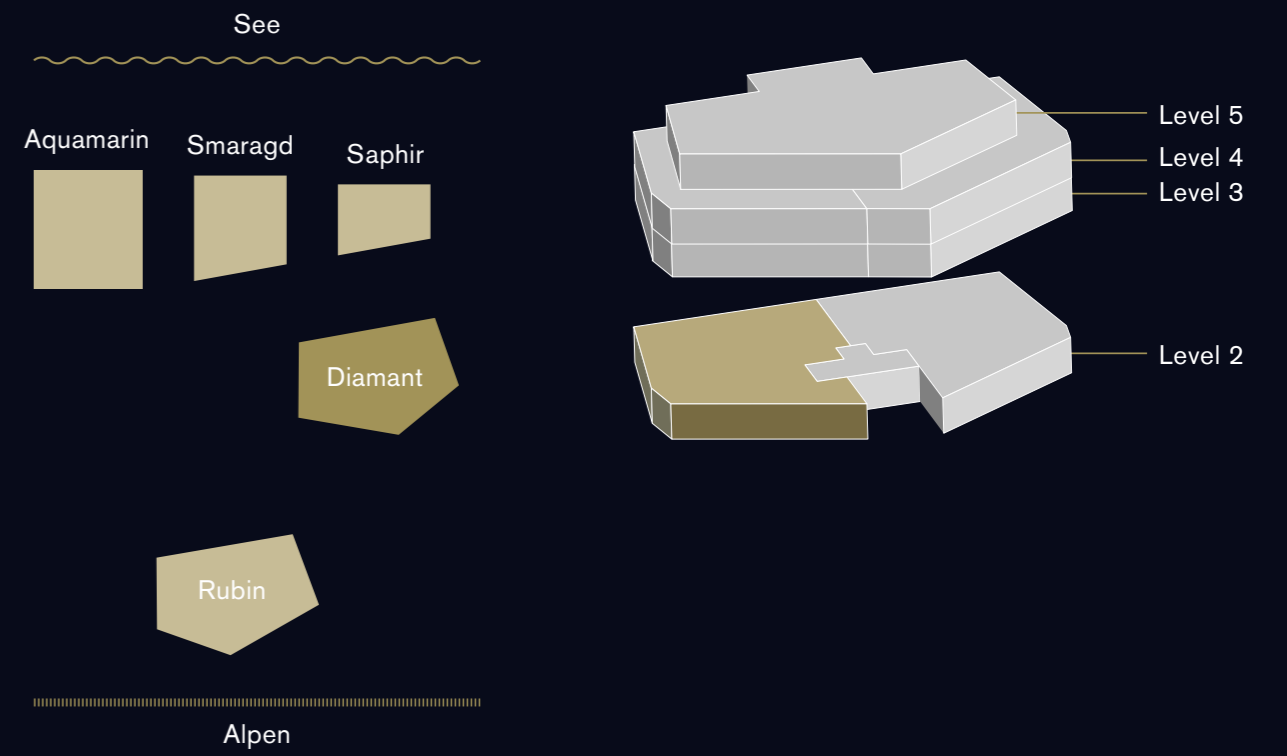 See
Aquamarin
Smaragd
Saphir
Diamant
Rubin
Alpen
Level 5
Level 4
Level 3
Level 2